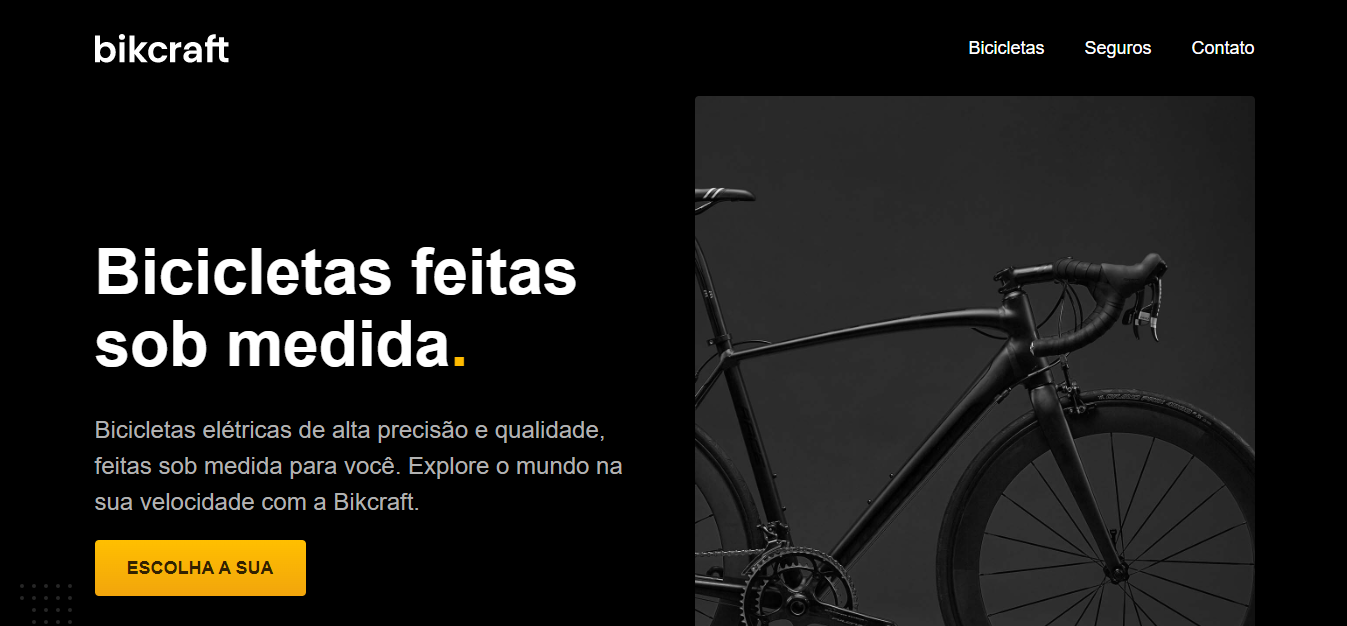 bikcraft
Bicicletas Seguros Contato
Bicicletas feitas
sob medida.
Bicicletas elétricas de alta precisão e qualidade,
feitas sob medida para você. Explore o mundo na
sua velocidade com a Bikcraft.
ESCOLHA A SUA